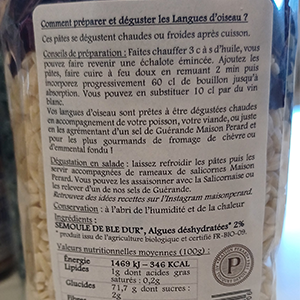 Comment préparer et déguster les Langues d'oiseau ?
Ces pâtes se dégustent chaudes ou froides après cuisson.
Conseils de préparation : Faites chauffer 3 c à s d'huile, vous
pouvez faire revenir une échalote émincée. Ajoutez les
pâtes, faire cuire à feu doux en remuant 2 min puis
incorporez progressivement 60 cl de bouillon jusqu'à
absorption. Vous pouvez en substituer 10 cl par du vin
blanc.
Vos langues d'oiseau sont prêtes à être dégustées chaudes
en accompagnement de votre poisson, votre viande, ou juste
en les agrémentant d'un sel de Guérande Maison Perard et
pour les plus gourmands de fromage de chèvre ou
d'emmental fondu !
Dégustation en salade : laissez refroidir les pâtes puis les
servir accompagnées de rameaux de salicornes Maison
Perard. Vous pouvez les assaisonner avec la Salicornaise ou
les relever d'un de nos sels de Guérande.
Retrouvez des idées recettes sur l'Instagram maisonperard.
Conservation : à l'abri de l'humidité et de la chaleur
Ingrédients :
SEMOULE DE BLE DUR*, Algues déshydratées* 2%
* produit issu de l'agriculture biologique et certifié FR-BIO-09.
Valeurs nutritionnelles moyennes (100g) :
Énergie 1469 kJ – 346 KCAL
Lipides 1g dont acides gras
saturés : 0,2g
Glucides 71,7 g dont sucres :
2g
P